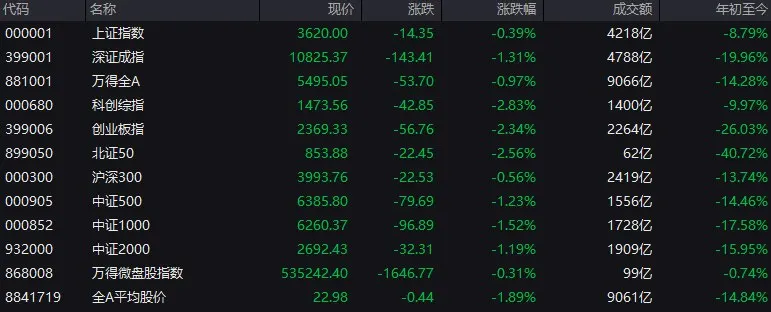 代码 名称 现价 涨跌 涨跌幅 成交额 年初至今
000001 上证指数 3620.00 -14.35 -0.39% 4218亿 -8.79%
399001 深证成指 10825.37 -143.41 -1.31% 4788亿 -19.96%
881001 万得全A 5495.05 -53.70 -0.97% 9066亿 -14.28%
000680 科创综指 1473.56 -42.85 -2.83% 1400亿 -9.97%
399006 创业板指 2369.33 -56.76 -2.34% 2264亿 -26.03%
899050 北证50 853.88 -22.45 -2.56% 62亿 -40.72%
000300 沪深300 3993.76 -22.53 -0.56% 2419亿 -13.74%
000905 中证500 6385.80 -79.69 -1.23% 1556亿 -14.46%
000852 中证1000 6260.37 -96.89 -1.52% 1728亿 -17.58%
932000 中证2000 2692.43 -32.31 -1.19% 1909亿 -15.95%
868008 万得微盘股指数 535242.40 -1646.77 -0.31% 99亿 -0.74%
8841719 全A平均股价 22.98 -0.44 -1.89% 9061亿 -14.84%